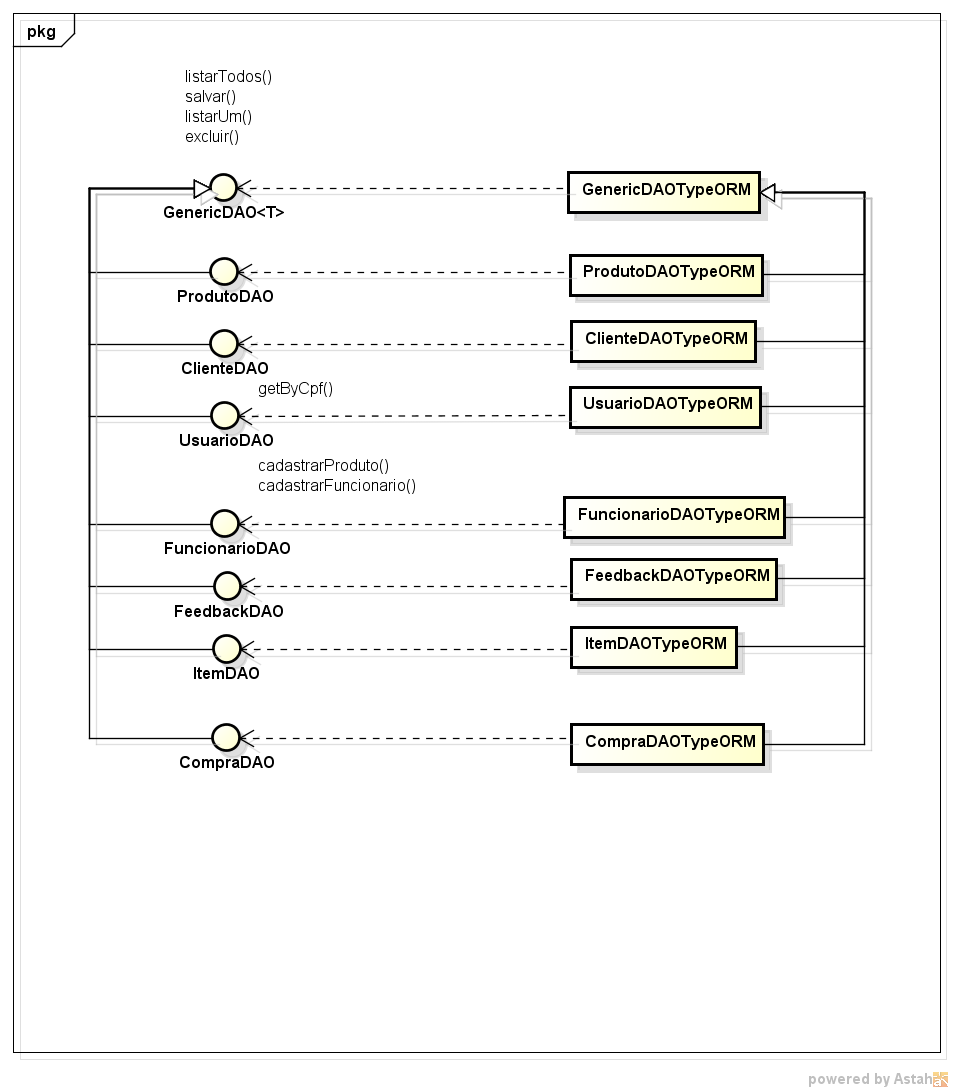 pkg
listarTodos()
salvar()
listarUm()
excluir()
GenericDAO<T>
GenericDAOTypeORM
ProdutoDAO
ProdutoDAOTypeORM
ClienteDAO
ClienteDAOTypeORM
getByCpf()
UsuarioDAO
UsuarioDAOTypeORM
cadastrarProduto()
cadastrarFuncionario()
FuncionarioDAO
FuncionarioDAOTypeORM
FeedbackDAO
FeedbackDAOTypeORM
ItemDAO
ItemDAOTypeORM
CompraDAO
CompraDAOTypeORM
powered by Astah